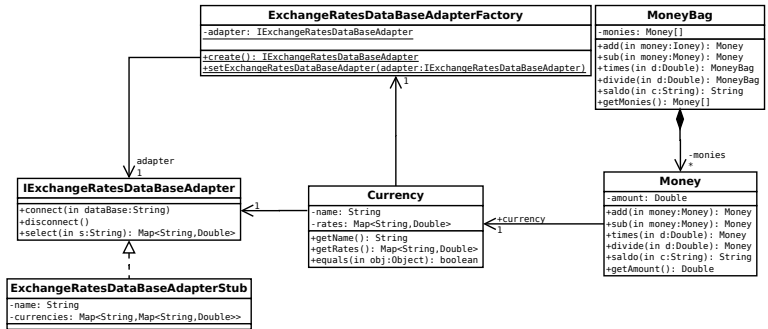 ExchangeRatesDataBaseAdapterFactory
-adapter: IExchangeRatesDataBaseAdapter
+create(): IExchangeRatesDataBaseAdapter
+setExchangeRatesDataBaseAdapter(adapter:IExchangeRatesDataBaseAdapter)
MoneyBag
-monies: Money[]
+add(in money:Ioney): Money
+sub(in money:Money): Money
+times(in d:Double): MoneyBag
+divide(in d:Double): MoneyBag
+saldo(in c:String): String
+getMonies(): Money[]
1
adapter
1
-monies
*
IExchangeRatesDataBaseAdapter
+connect(in dataBase:String)
+disconnect()
+select(in s:String): Map<String,Double>
1
Currency
-name: String
-rates: Map<String,Double>
+getName(): String
+getRates(): Map<String,Double>
+equals(in obj:Object): boolean
+currency
1
Money
-amount: Double
+add(in money:Money): Money
+sub(in money:Money): Money
+times(in d:Double): Money
+divide(in d:Double): Money
+saldo(in c:String): String
+getAmount(): Double
ExchangeRatesDataBaseAdapterStub
-name: String
-currencies: Map<String,Map<String,Double>>